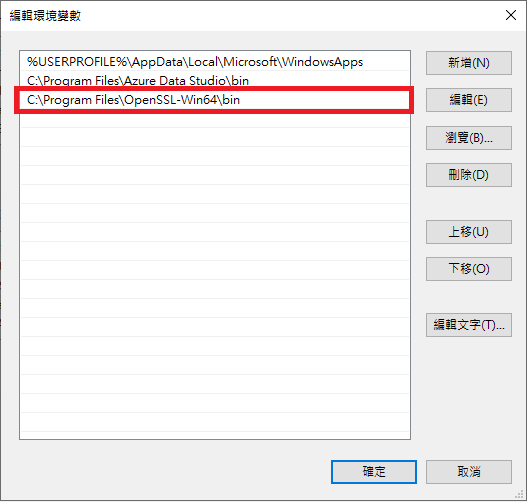 編輯環境變數
%USERPROFILE%\AppData\Local\Microsoft\WindowsApps
C:\Program Files\Azure Data Studio\bin
C:\Program Files\OpenSSL-Win64\bin
新增(N)
編輯(E)
瀏覽(B)...
刪除(D)
上移(U)
下移(O)
編輯文字(T)...
確定
取消